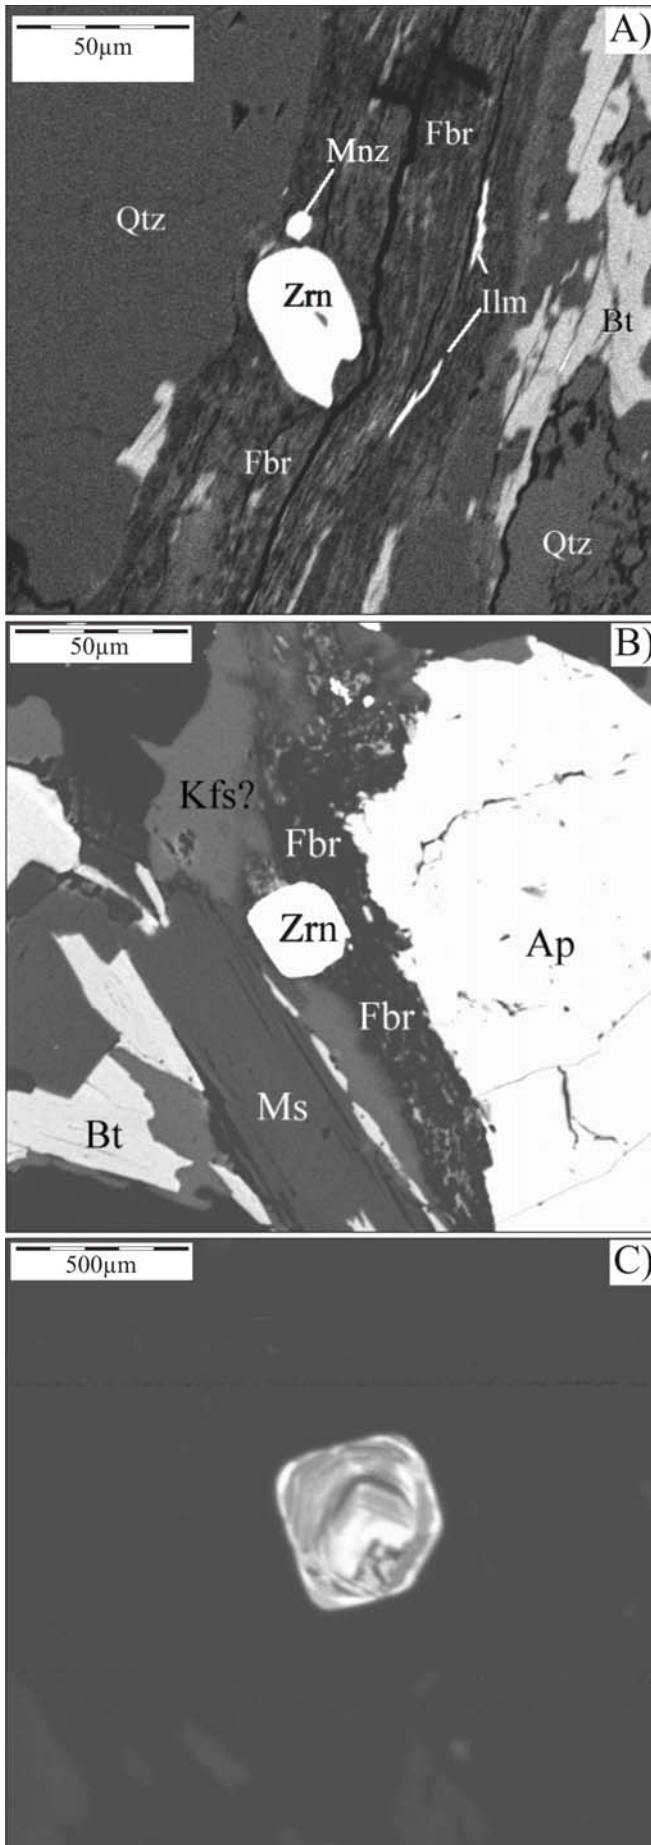 50µm
A)
Fbr
Mnz
Qtz
Zrn
Ilm
Bt
Fbr
Qtz
50µm
B)
Kfs?
Fbr
Zrn
Ap
Fbr
Ms
Bt
500µm
C)